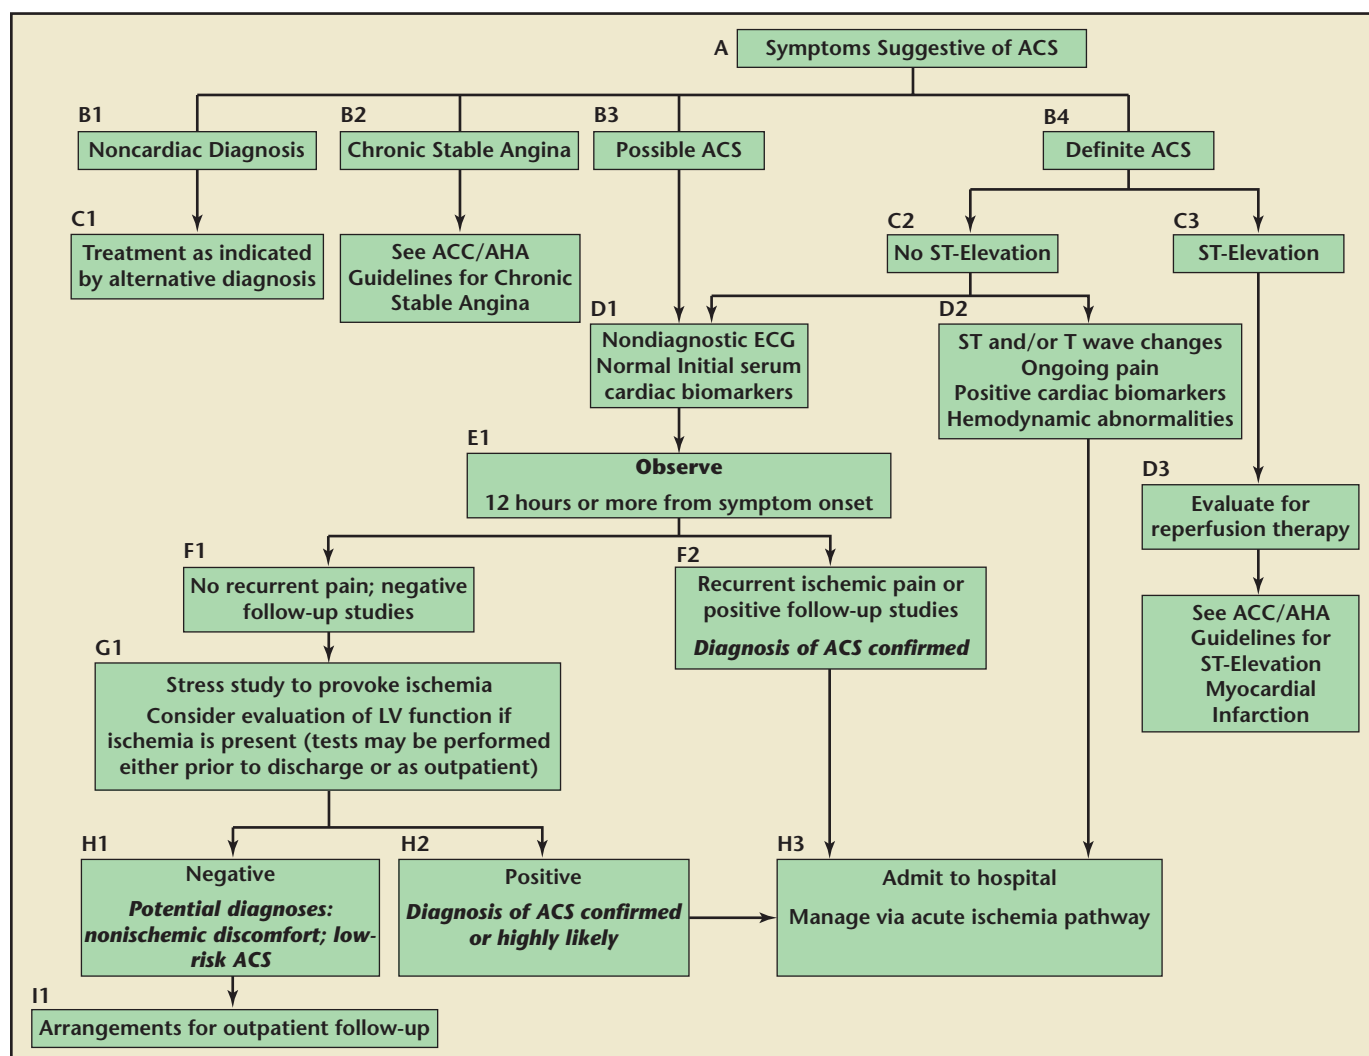 A
Symptoms Suggestive of ACS
B1
Noncardiac Diagnosis
B2
Chronic Stable Angina
B3
Possible ACS
B4
Definite ACS
C1
Treatment as indicated
by alternative diagnosis
See ACC/AHA
Guidelines for Chronic
Stable Angina
C2
No ST-Elevation
C3
ST-Elevation
D1
Nondiagnostic ECG
Normal Initial serum
cardiac biomarkers
D2
ST and/or T wave changes
Ongoing pain
Positive cardiac biomarkers
Hemodynamic abnormalities
D3
Evaluate for
reperfusion therapy
See ACC/AHA
Guidelines for
ST-Elevation
Myocardial
Infarction
E1
Observe
12 hours or more from symptom onset
F1
No recurrent pain; negative
follow-up studies
F2
Recurrent ischemic pain or
positive follow-up studies
Diagnosis of ACS confirmed
G1
Stress study to provoke ischemia
Consider evaluation of LV function if
ischemia is present (tests may be performed
either prior to discharge or as outpatient)
H1
Negative
Potential diagnoses:
nonischemic discomfort; low-
risk ACS
H2
Positive
Diagnosis of ACS confirmed
or highly likely
H3
Admit to hospital
Manage via acute ischemia pathway
I1
Arrangements for outpatient follow-up